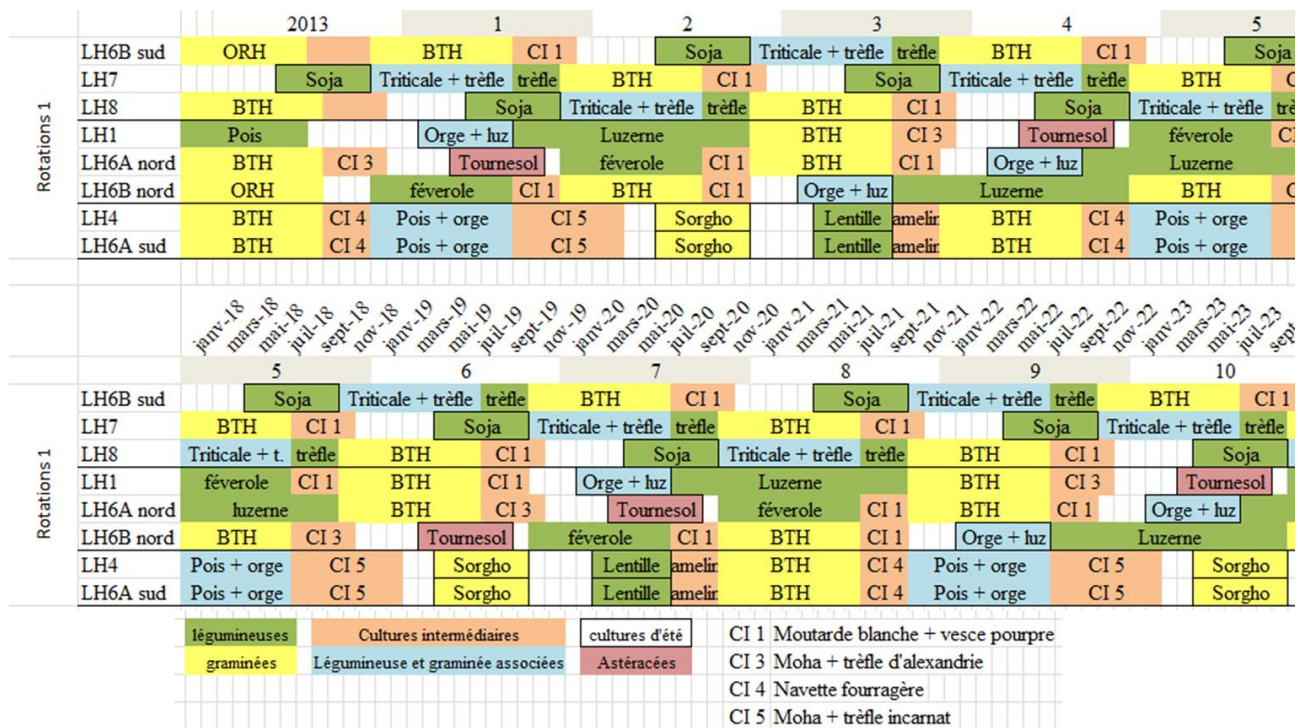 2013 1 2 3 4 5
Rotations 1
LH6B sud ORH BTH CI 1 Soja Triticale + trèfle trèfle BTH CI 1 Soja
LH7 Soja Triticale + trèfle trèfle BTH CI 1 Soja Triticale + trèfle trèfle BTH C
LH8 BTH Soja Triticale + trèfle trèfle BTH CI 1 Soja Triticale + trèfle trè
LH1 Pois Orge + luz Luzerne BTH CI 3 Tournesol féverole CI
LH6A nord BTH CI 3 Tournesol féverole CI 1 BTH CI 1 Orge + luz Luzerne
LH6B nord ORH féverole CI 1 BTH CI 1 Orge + luz Luzerne BTH C
LH4 BTH CI 4 Pois + orge CI 5 Sorgho Lentille amelin BTH CI 4 Pois + orge
LH6A sud BTH CI 4 Pois + orge CI 5 Sorgho Lentille amelin BTH CI 4 Pois + orge
janv-18 mars-18 mai-18 juil-18 sept-18 nov-18 janv-19 mars-19 mai-19 juil-19 sept-19 nov-19 janv-20 mars-20 mai-20 juil-20 sept-20 nov-20 janv-21 mars-21 mai-21 juil-21 sept-21 nov-21 janv-22 mars-22 mai-22 juil-22 sept-22 nov-22 janv-23 mars-23 mai-23 juil-23 sept
5 6 7 8 9 10
Rotations 1
LH6B sud Soja Triticale + trèfle trèfle BTH CI 1 Soja Triticale + trèfle trèfle BTH CI 1
LH7 BTH CI 1 Soja Triticale + trèfle trèfle BTH CI 1 Soja Triticale + trèfle trèfle
LH8 Triticale + t. trèfle BTH CI 1 Soja Triticale + trèfle trèfle BTH CI 1 Soja
LH1 féverole CI 1 BTH CI 1 Orge + luz Luzerne BTH CI 3 Tournesol
LH6A nord luzerne BTH CI 3 Tournesol féverole CI 1 BTH CI 1 Orge + luz
LH6B nord BTH CI 3 Tournesol féverole CI 1 BTH CI 1 Orge + luz Luzerne
LH4 Pois + orge CI 5 Sorgho Lentille amelin BTH CI 4 Pois + orge CI 5 Sorgho
LH6A sud Pois + orge CI 5 Sorgho Lentille amelin BTH CI 4 Pois + orge CI 5 Sorgho
légumineuses Cultures intermédiaires cultures d'été CI 1 Moutarde blanche + vesce pourpre
graminées Légumineuse et graminée associées Astéracées CI 3 Moha + trèfle d'alexandrie
CI 4 Navette fourragère
CI 5 Moha + trèfle incarnat